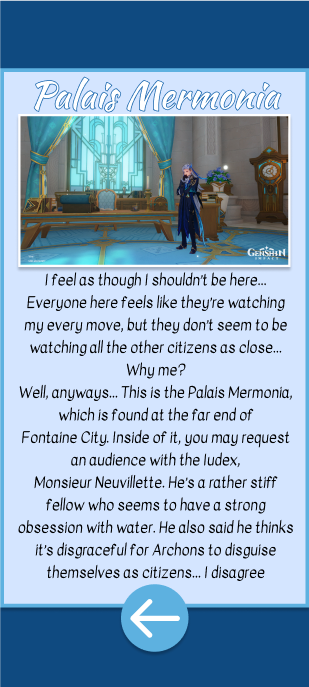 Palais Mermonia
GENSHIN
IMPACT
I feel as though I shouldn't be here...
Everyone here feels like they're watching
my every move, but they don't seem to be
watching all the other citizens as close...
Why me?
Well, anyways... This is the Palais Mermonia,
which is found at the far end of
Fontaine City. Inside of it, you may request
an audience with the Iudex,
Monsieur Neuvillette. He's a rather stiff
fellow who seems to have a strong
obsession with water. He also said he thinks
it's disgraceful for Archons to disguise
themselves as citizens... I disagree